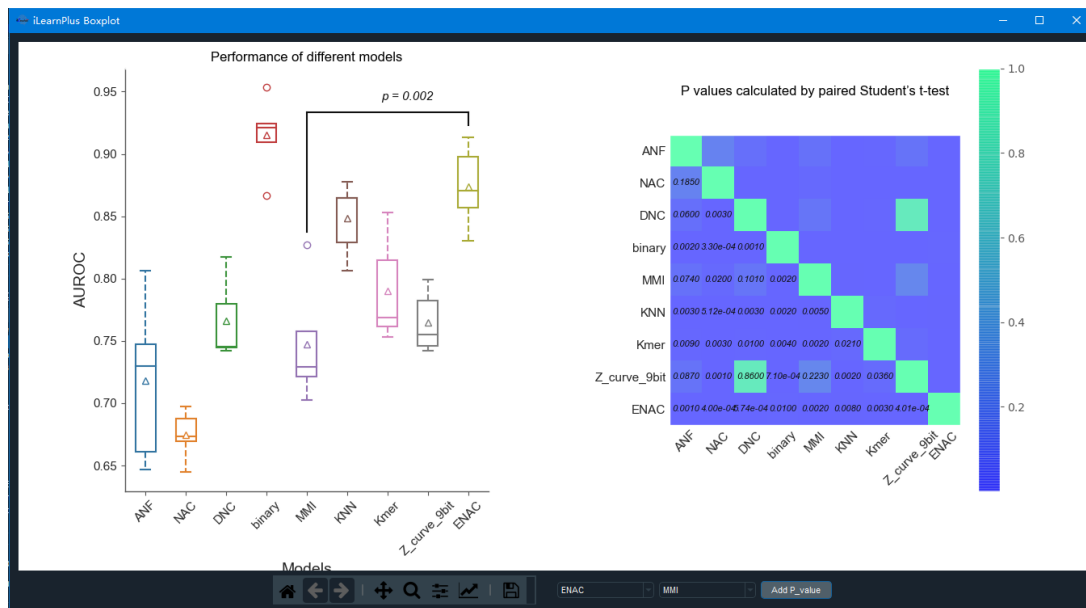 iLearnPlus Boxplot
Performance of different models
p = 0.002
0.95
0.90
0.85
0.80
0.75
0.70
0.65
AUROC
ANF
NAC
DNC
binary
MMI
KNN
Kmer
Z_curve_9bit
ENAC
Models
P values calculated by paired Student's t-test
ANF
NAC 0.1850
DNC 0.0600 0.0030
binary 0.0020 3.30e-04 0.0010
MMI 0.0740 0.0200 0.1010 0.0020
KNN 0.0030 5.12e-04 0.0030 0.0020 0.0050
Kmer 0.0090 0.0030 0.0100 0.0040 0.0020 0.0210
Z_curve_9bit 0.0870 0.0010 0.8600 7.10e-04 0.2230 0.0020 0.0360
ENAC 0.0010 4.00e-04 5.74e-04 0.0100 0.0020 0.0080 0.0030 4.01e-04
ANF
NAC
DNC
binary
MMI
KNN
Kmer
Z_curve_9bit
ENAC
1.0
0.8
0.6
0.4
0.2
ENAC
MMI
Add P_value